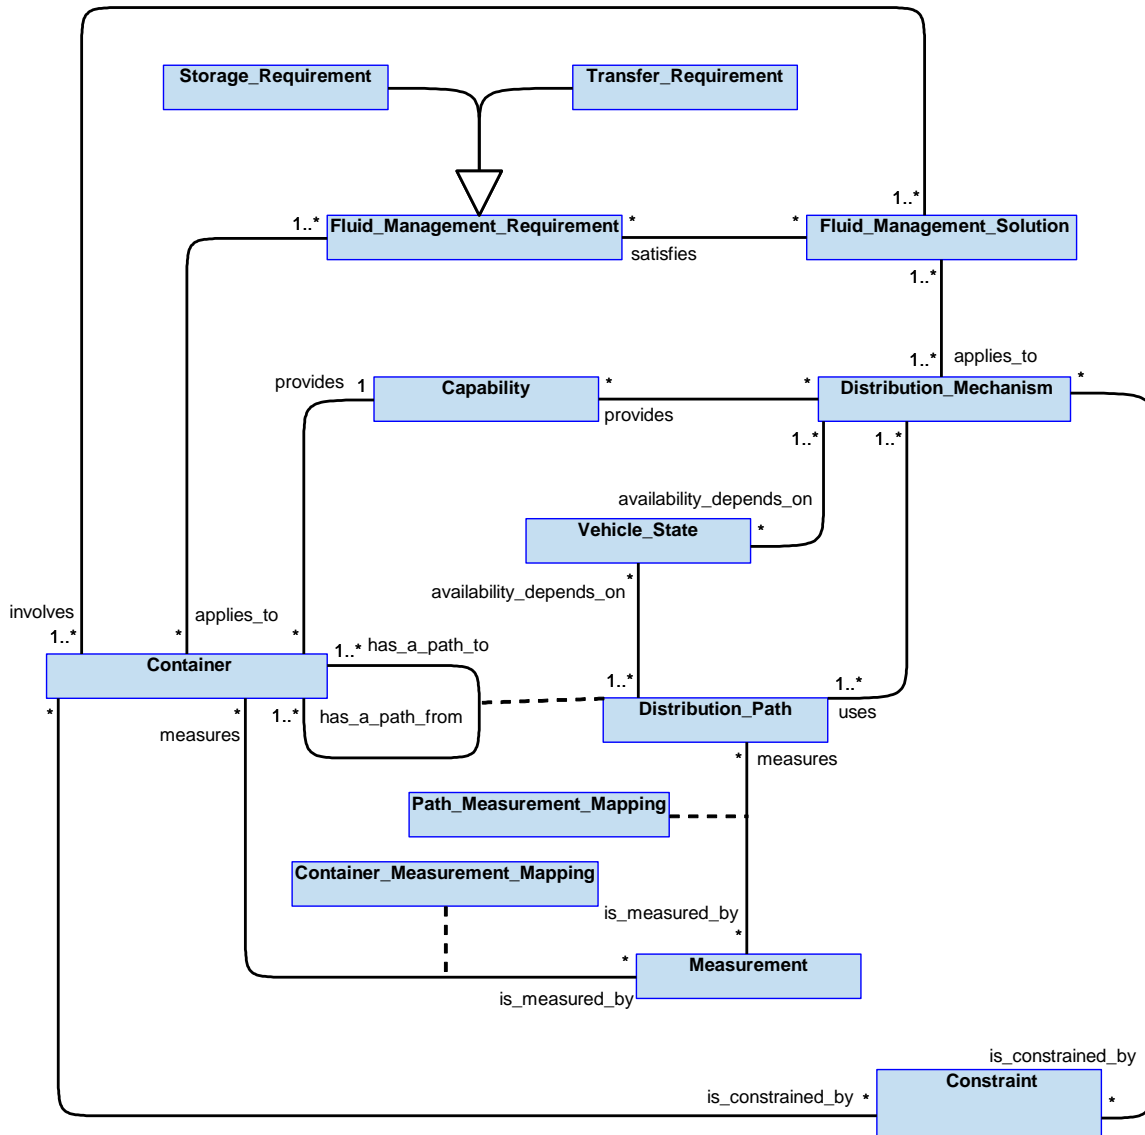 Storage_Requirement
Transfer_Requirement
1..*
1..*
Fluid_Management_Requirement
*
*
Fluid_Management_Solution
satisfies
1..*
1..*
applies_to
provides
1
Capability
*
*
Distribution_Mechanism
*
provides
1..*
1..*
availability_depends_on
Vehicle_State
*
availability_depends_on
*
involves
1..*
applies_to
*
*
1..*
has_a_path_to
Container
1..*
1..*
uses
Distribution_Path
*
*
1..*
has_a_path_from
measures
*
measures
Path_Measurement_Mapping
Container_Measurement_Mapping
is_measured_by
*
*
Measurement
is_measured_by
is_constrained_by
Constraint
is_constrained_by
*
*